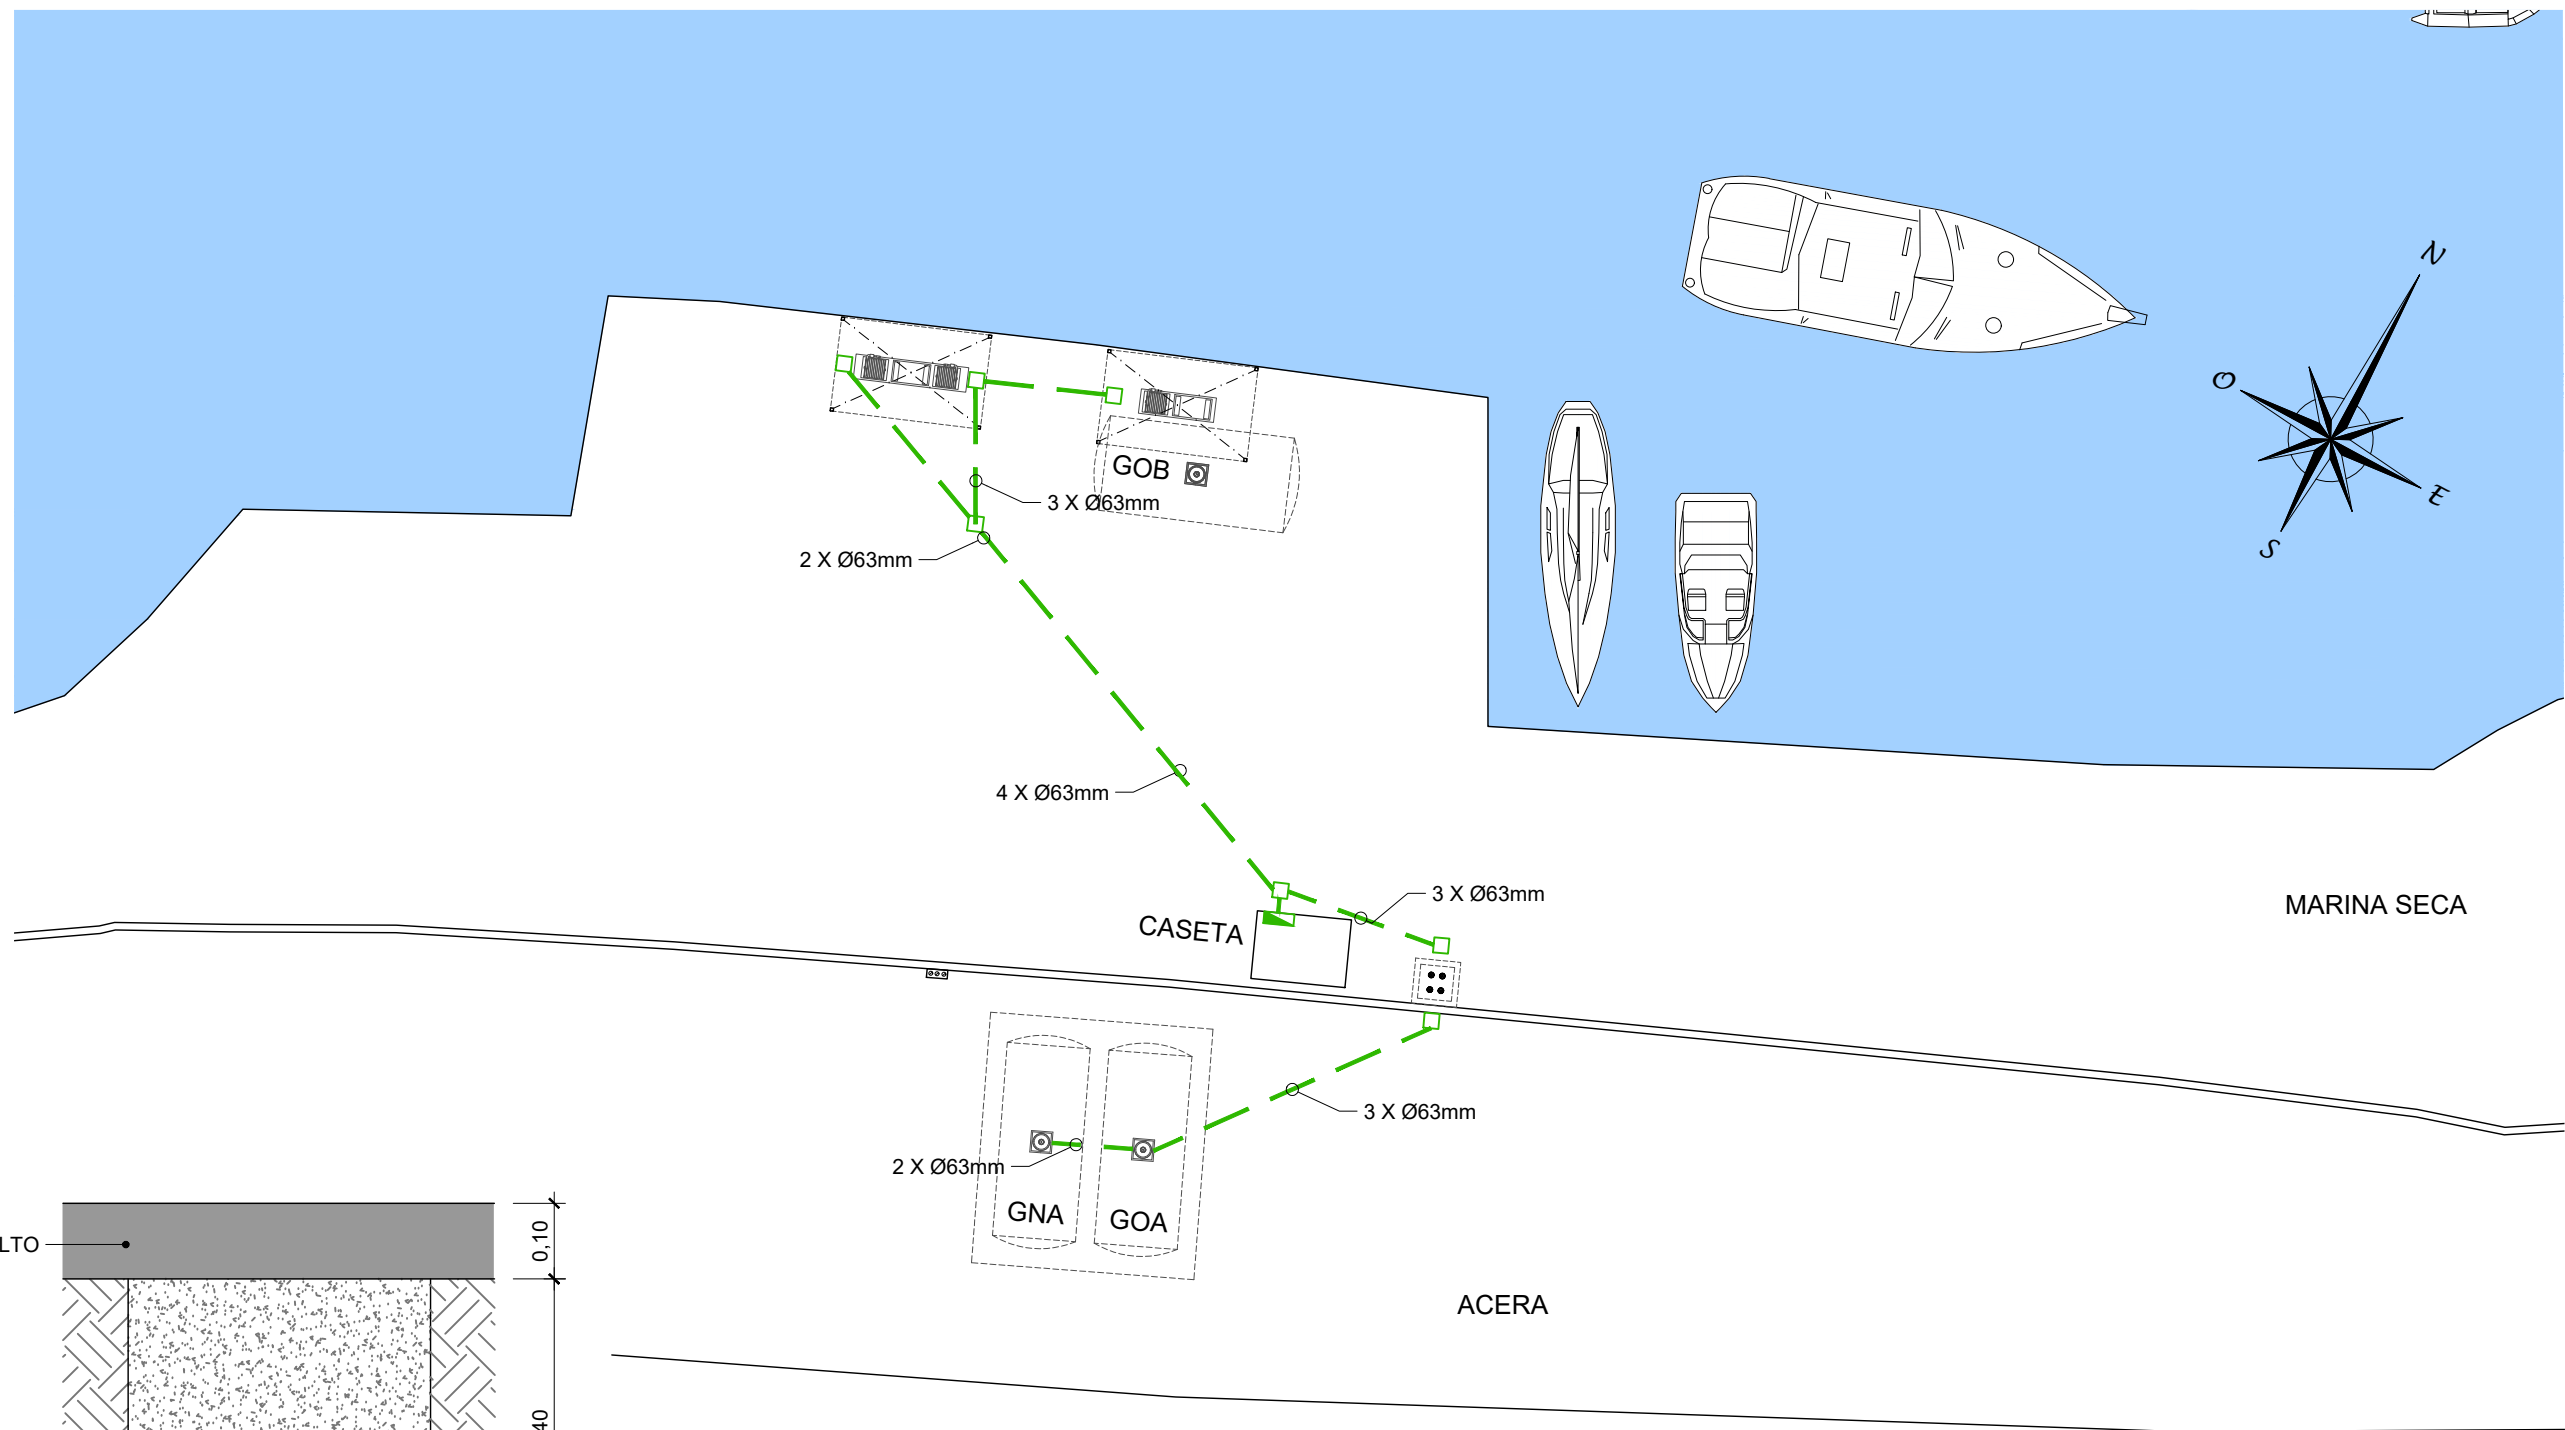 N
O
E
S
GOB
3 X Ø63mm
2 X Ø63mm
4 X Ø63mm
3 X Ø63mm
MARINA SECA
CASETA
3 X Ø63mm
2 X Ø63mm
GNA
GOA
LTO
0,10
ACERA
40